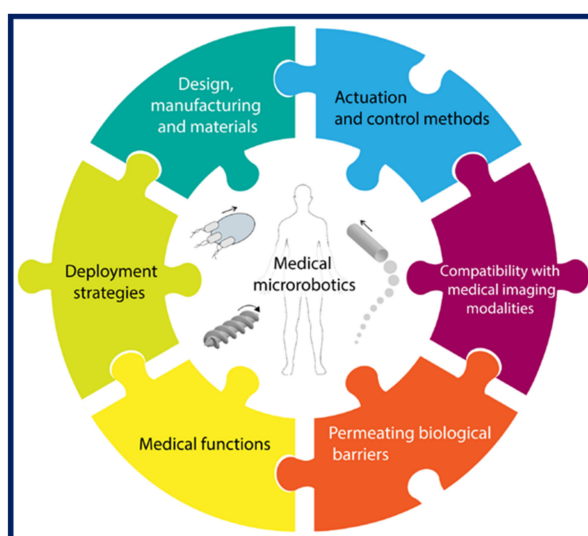 Design,
manufacturing
and materials
Actuation
and control methods
Compatibility with
medical imaging
modalities
Permeating biological
barriers
Medical functions
Deployment
strategies
Medical
microrobotics